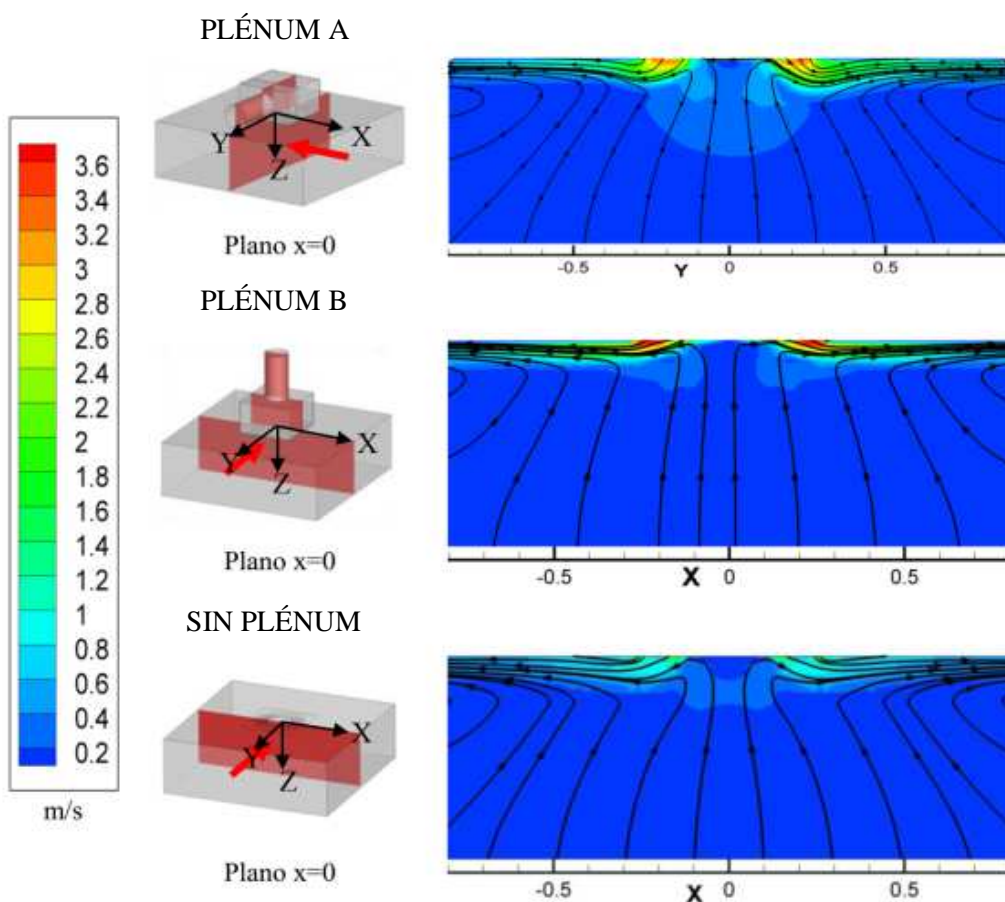 PLÉNUM A
3.6
3.4
3.2
3
2.8
2.6
2.4
2.2
2
1.8
1.6
1.4
1.2
1
0.8
0.6
0.4
0.2
m/s
Y X
Z
Plano x=0
-0.5 Y 0 0.5
PLÉNUM B
Y X
Z
Plano x=0
-0.5 X 0 0.5
SIN PLÉNUM
Y X
Z
Plano x=0
-0.5 X 0 0.5